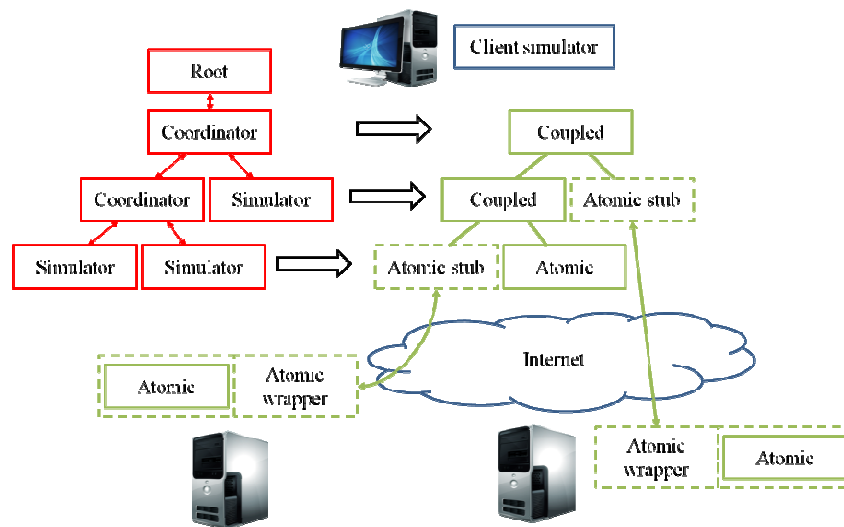 Client simulator
Root
Coordinator
Coupled
Coordinator
Simulator
Coupled
Atomic stub
Simulator
Simulator
Atomic stub
Atomic
Internet
Atomic
Atomic
wrapper
Atomic
wrapper
Atomic